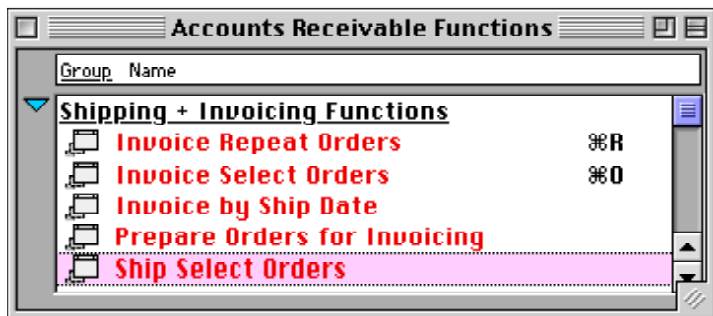 Accounts Receivable Functions
Group Name
Shipping + Invoicing Functions
Invoice Repeat Orders ⌘R
Invoice Select Orders ⌘O
Invoice by Ship Date
Prepare Orders for Invoicing
Ship Select Orders